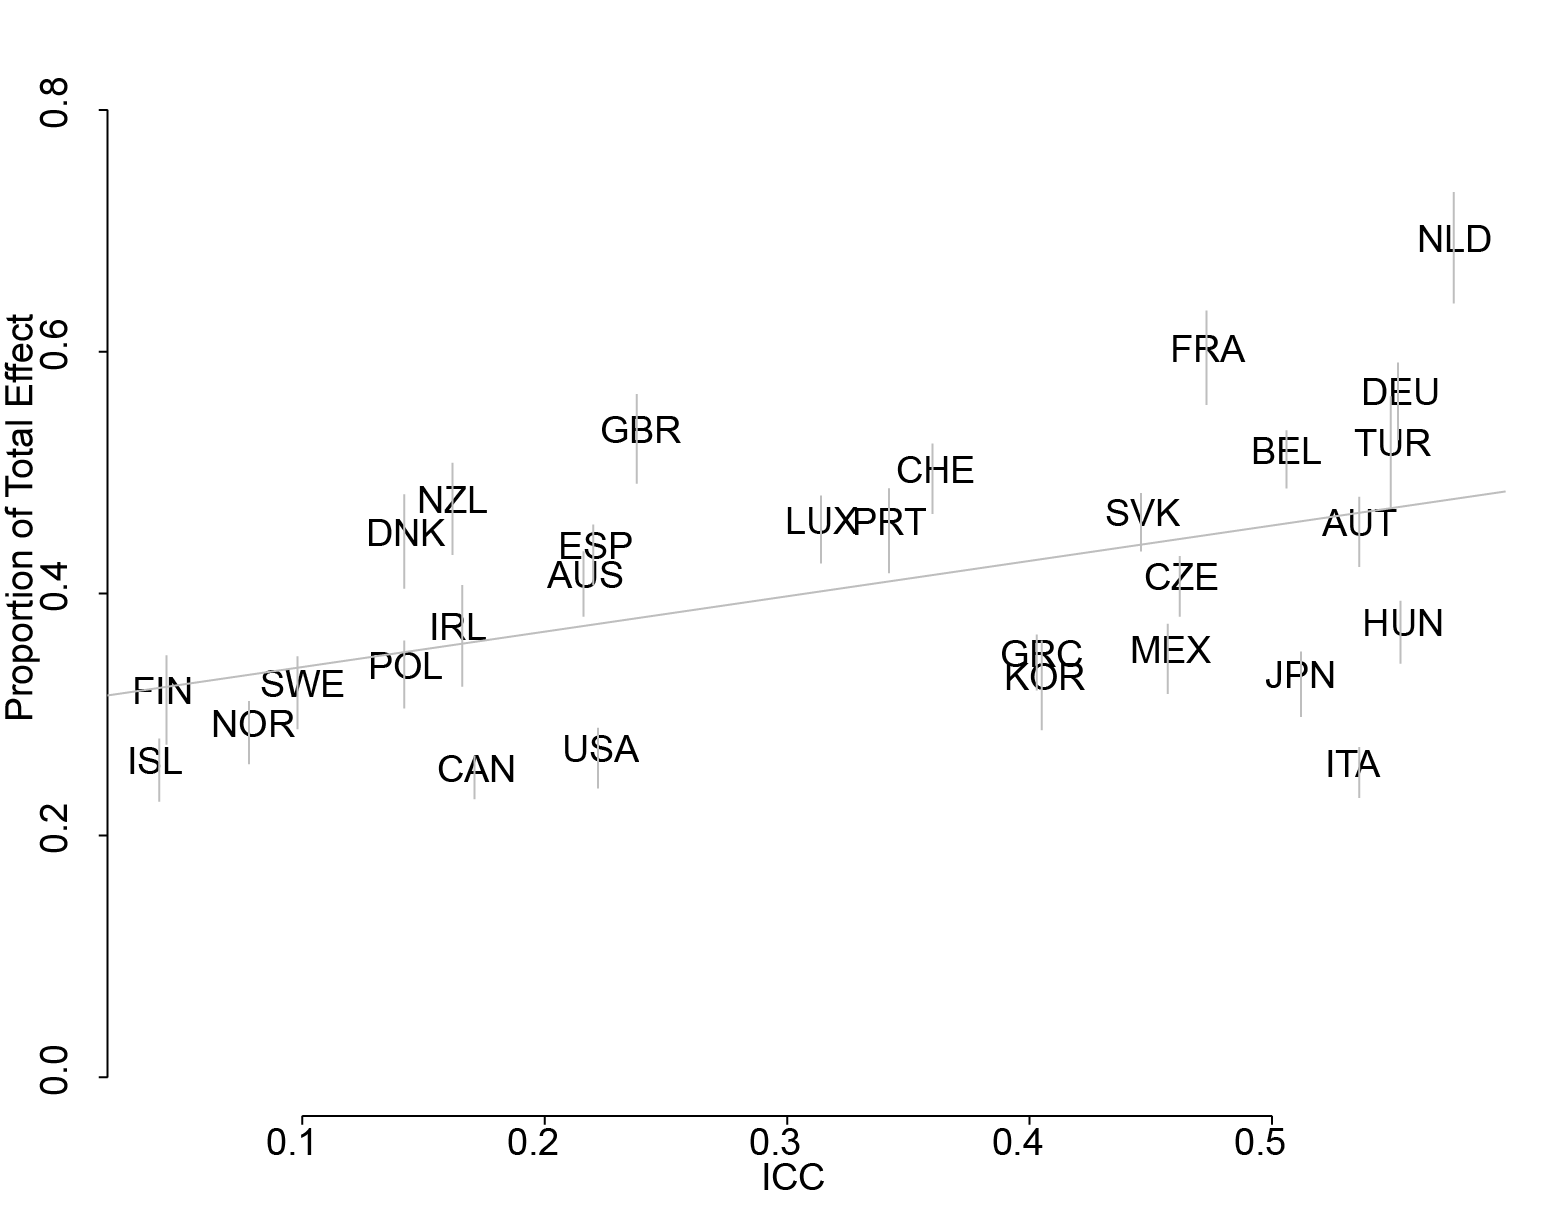 0.8
NLD
0.6
FRA
DEU
GBR
TUR
BEL
CHE
NZL
SVK
LUX
PRT
AUT
DNK
ESP
AUS
CZE
0.4
Proportion of Total Effect
IRL
HUN
GRC
MEX
POL
KOR
JPN
SWE
FIN
NOR
USA
ITA
ISL
CAN
0.2
0.0
0.1 0.2 0.3 0.4 0.5
ICC